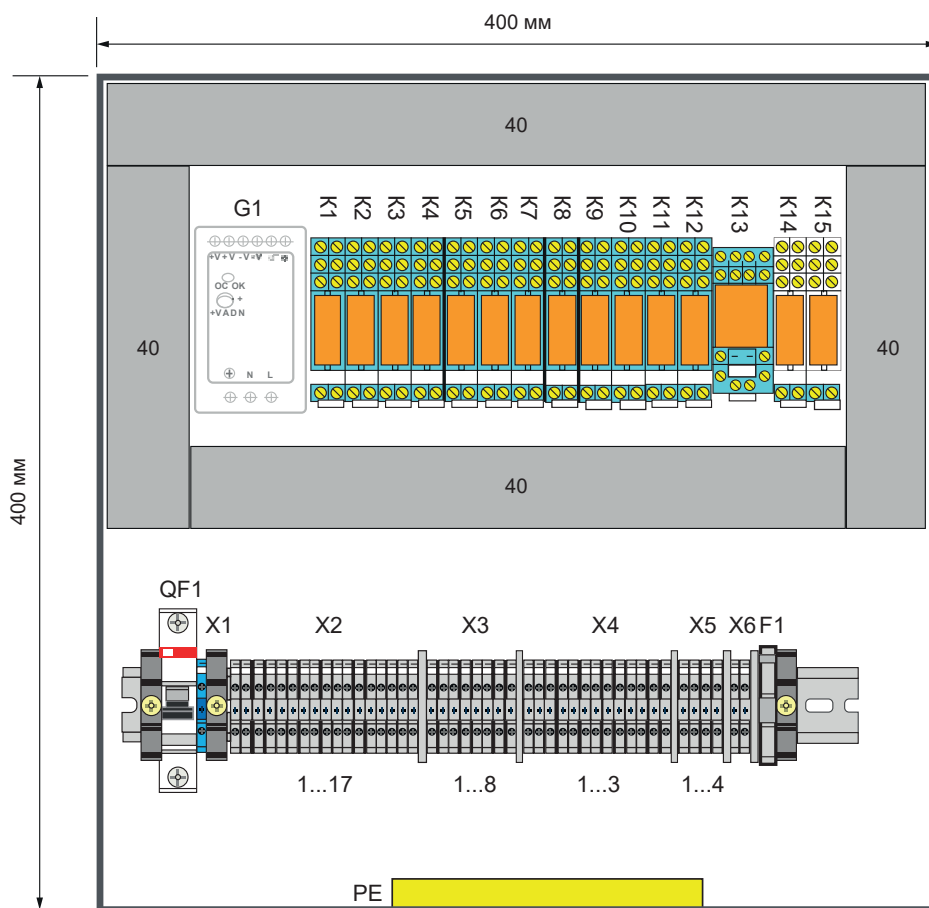 400 мм
40
G1
K1 K2 K3 K4 K5 K6 K7 K8 K9 K10 K11 K12 K13 K14 K15
OC OK
+
+V A D N
N L
40
40
400 мм
40
QF1
X1 X2 X3 X4 X5 X6 F1
1...17 1...8 1...3 1...4
PE